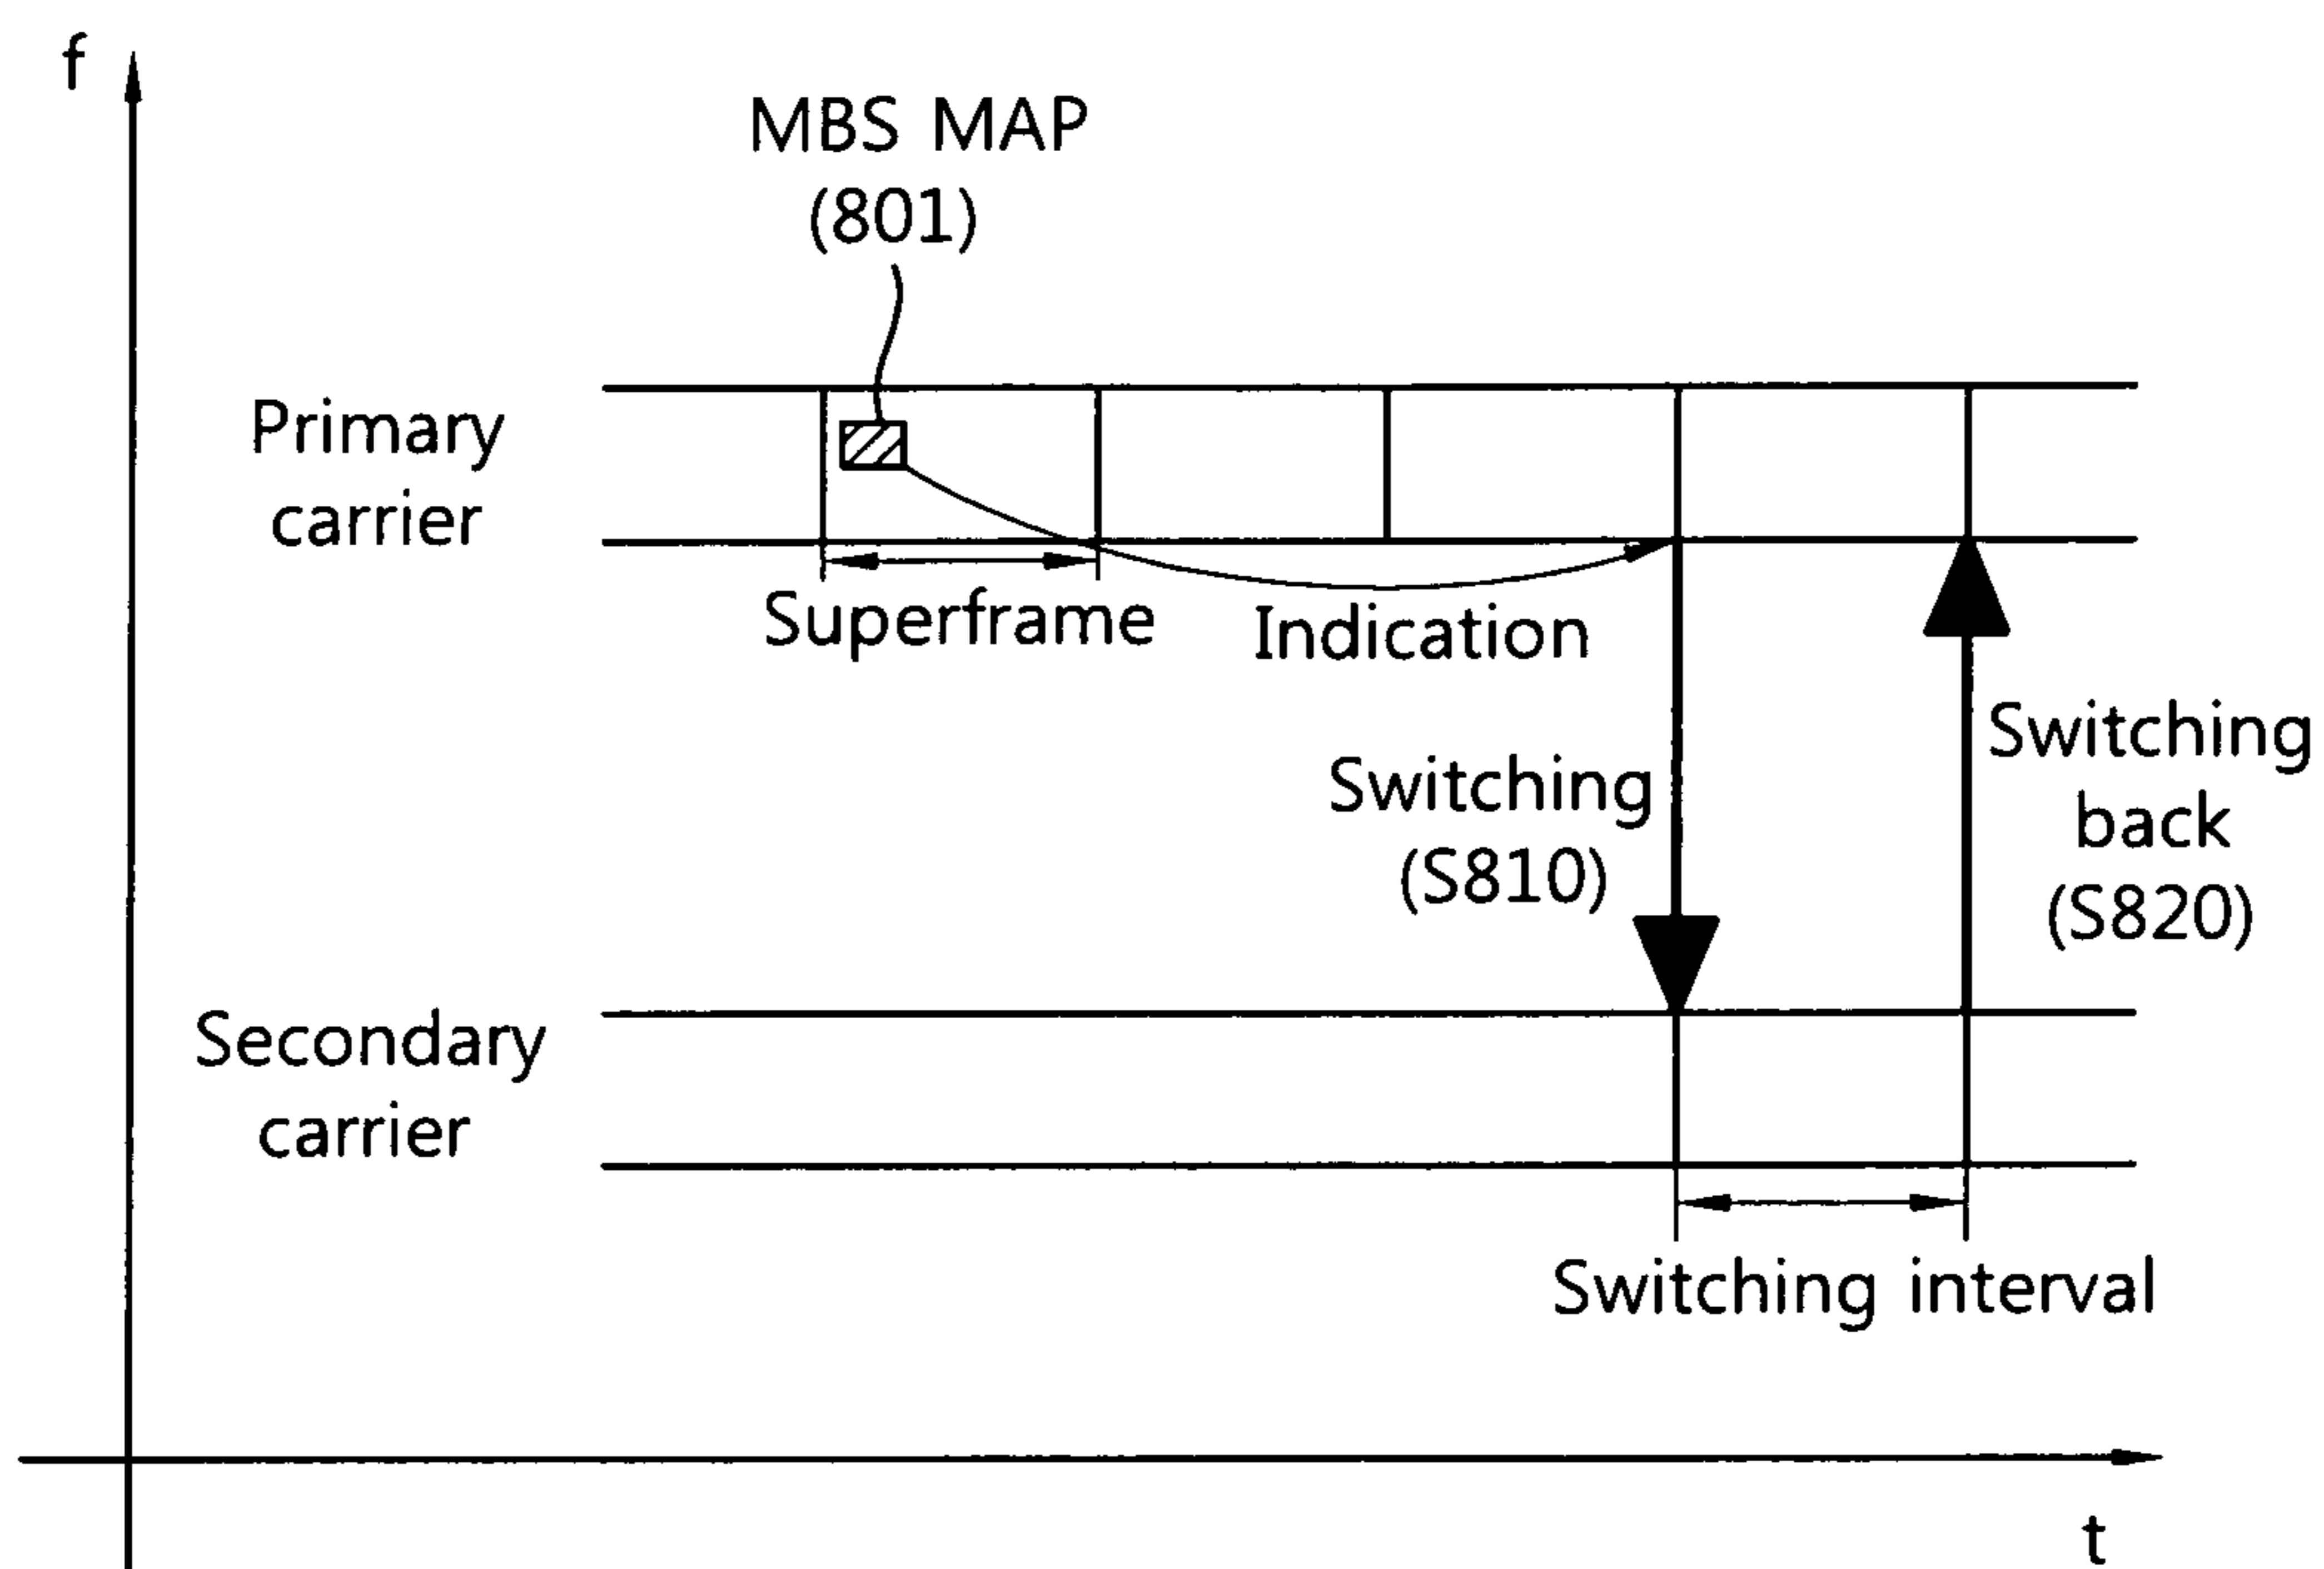 f
MBS MAP
(801)
Primary
carrier
Superframe
Indication
Switching
(S810)
Switching
back
(S820)
Secondary
carrier
Switching interval
t